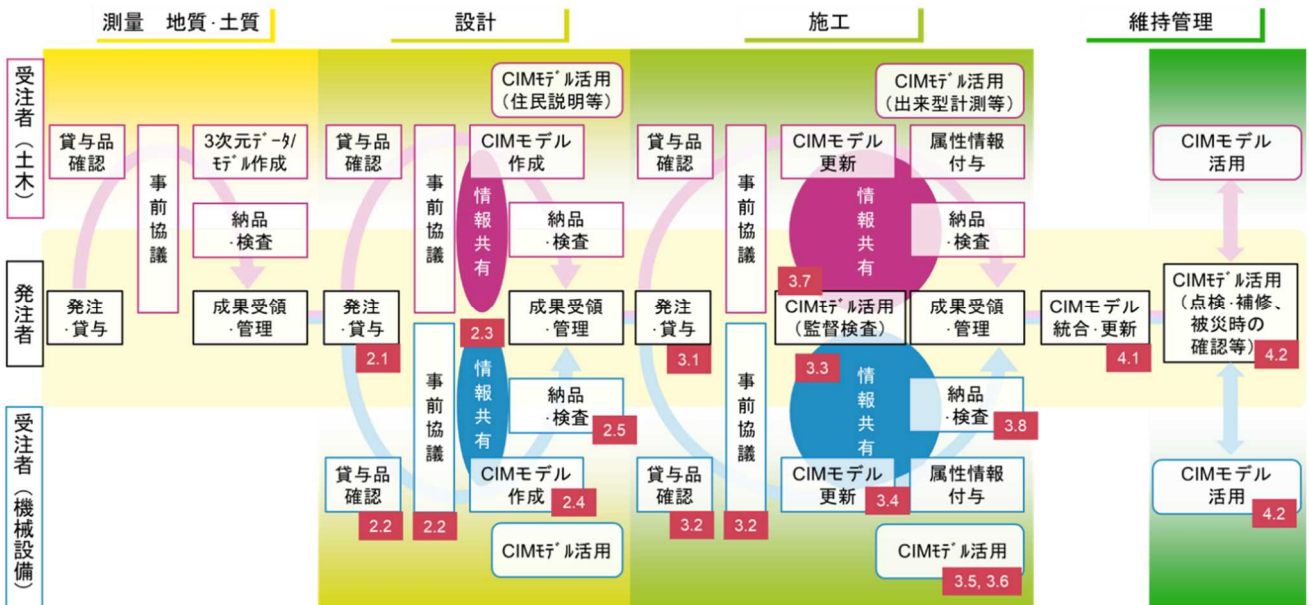 測量 地質・土質
設計
施工
維持管理
受注者（土木）
発注者
受注者（機械設備）
貸与品
確認
事前協議
3次元ﾃﾞｰﾀ/
ﾓﾃﾞﾙ作成
納品
・検査
発注
・貸与
成果受領
・管理
CIMﾓﾃﾞﾙ活用
（住民説明等）
貸与品
確認
事前協議
CIMモデル
作成
情報共有
納品
・検査
発注
・貸与
2.1
2.3
成果受領
・管理
事前協議
2.2
情報共有
納品
・検査
2.5
貸与品
確認
2.2
CIMモデル
作成
2.4
CIMﾓﾃﾞﾙ活用
CIMﾓﾃﾞﾙ活用
（出来型計測等）
貸与品
確認
事前協議
CIMモデル
更新
属性情報
付与
情報共有
納品
・検査
3.7
発注
・貸与
3.1
CIMﾓﾃﾞﾙ活用
（監督検査）
3.3
成果受領
・管理
事前協議
3.2
情報共有
納品
・検査
3.8
貸与品
確認
3.2
CIMモデル
更新
3.4
属性情報
付与
CIMﾓﾃﾞﾙ活用
3.5, 3.6
CIMモデル
統合・更新
4.1
CIMモデル
活用
CIMﾓﾃﾞﾙ活用
（点検・補修、
被災時の
確認等）
4.2
CIMモデル
活用
4.2